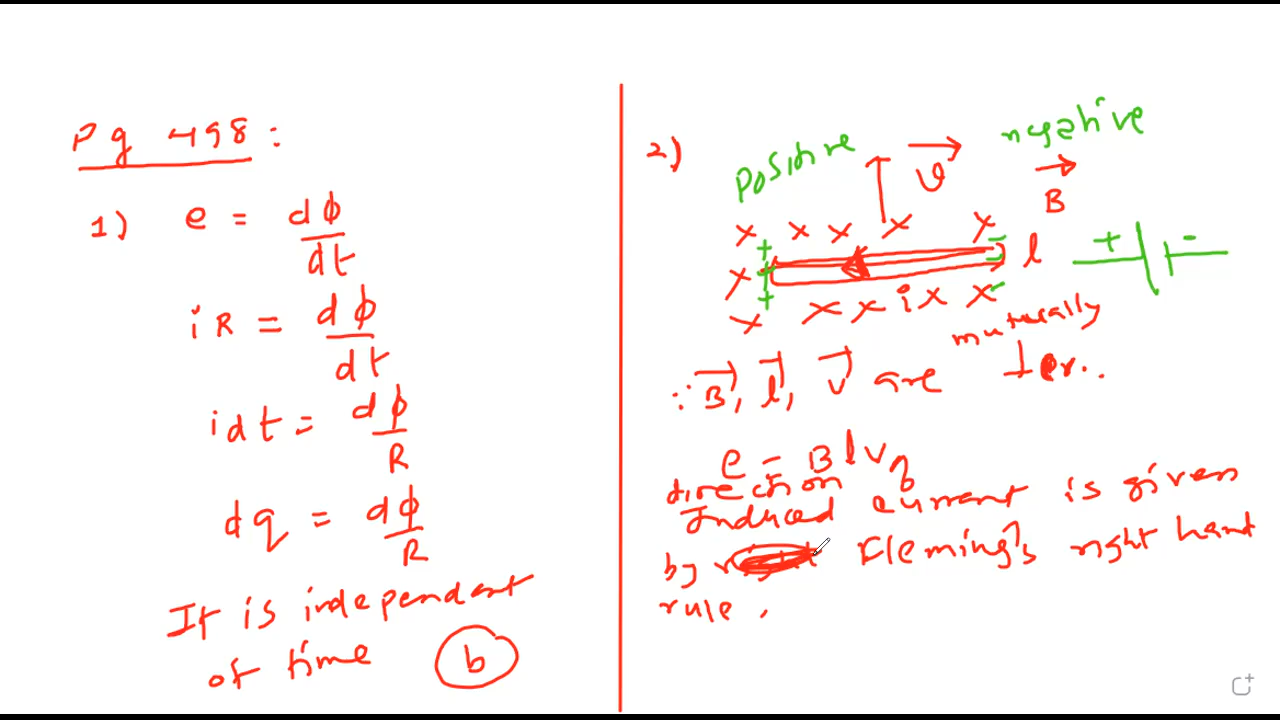 Pg 498:
1) e = dϕ/dt
iR = dϕ/dt
idt = dϕ/R
dq = dϕ/R
It is independent
of time
b
2)
positive
negative
v⃗
B⃗
x x x x x
+ =
x + l + -
+ -
x x x i x x
mutually
∵ B⃗, l⃗, v⃗ are ⊥er..
e = Blv
direction of
Induced current is given
by Fleming's right hand
rule.